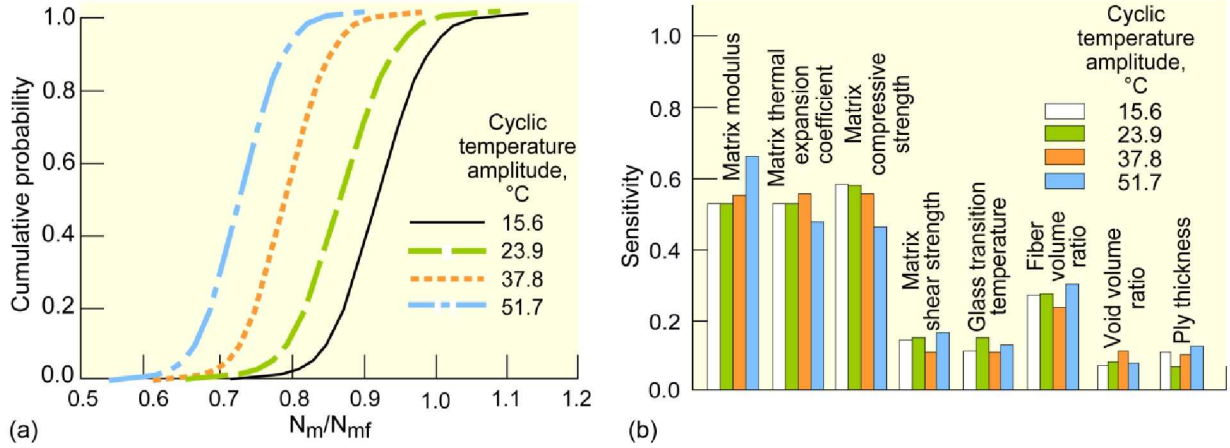 1.0
0.8
0.6
0.4
0.2
0.0
Cumulative probability
0.5
0.6
0.7
0.8
0.9
1.0
1.1
1.2
Nm/Nmf
Cyclic
temperature
amplitude,
°C
15.6
23.9
37.8
51.7
(a)
1.0
0.8
0.6
0.4
0.2
0.0
Sensitivity
Matrix modulus
Matrix thermal
expansion
coefficient
Matrix
compressive
strength
Matrix
shear strength
Glass transition
temperature
Fiber
volume
ratio
Void volume
ratio
Ply thickness
Cyclic
temperature
amplitude,
°C
15.6
23.9
37.8
51.7
(b)